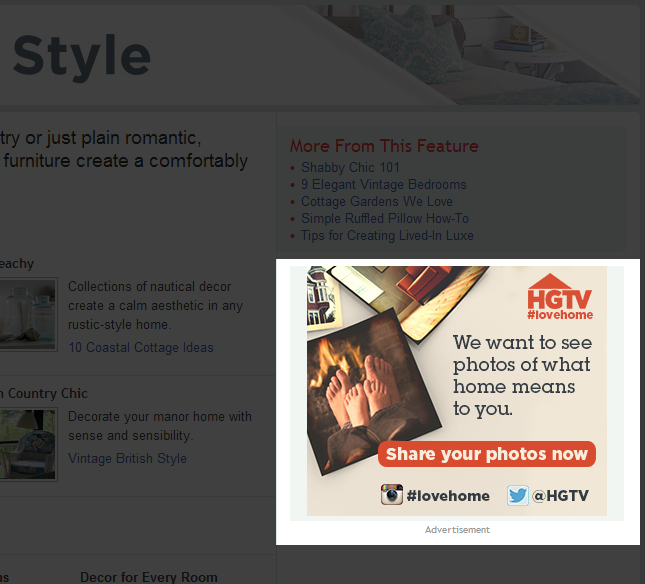 Style
try or just plain romantic,
furniture create a comfortably
More From This Feature
• Shabby Chic 101
• 9 Elegant Vintage Bedrooms
• Cottage Gardens We Love
• Simple Ruffled Pillow How-To
• Tips for Creating Lived-In Luxe
eachy
Collections of nautical decor
create a calm aesthetic in any
rustic-style home.
10 Coastal Cottage Ideas
Country Chic
Decorate your manor home with
sense and sensibility.
Vintage British Style
Decor for Every Room
HGTV
#lovehome
We want to see
photos of what
home means
to you.
Share your photos now
#lovehome @HGTV
Advertisement